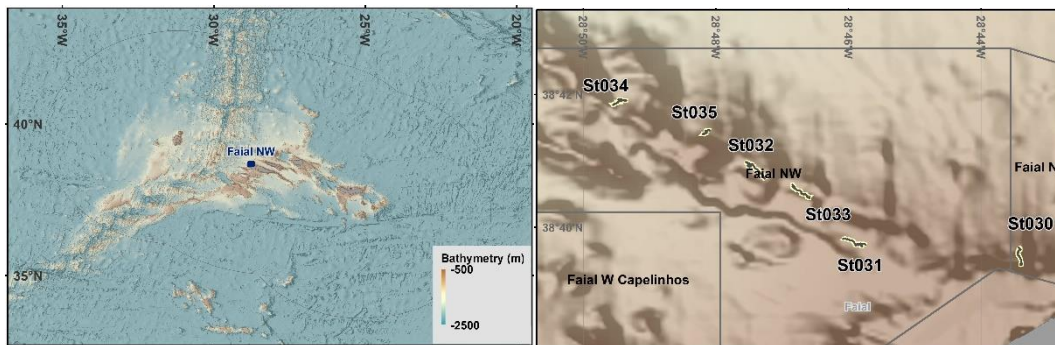 35°W
30°W
25°W
20°W
40°N
Faial NW
35°N
Bathymetry (m)
-500
-2500
28°50'W
28°48'W
28°46'W
28°44'W
St034
38°42'N
St035
St032
Faial NW
Faial N
St033
St030
38°40'N
St031
Faial W Capelinhos
Faial